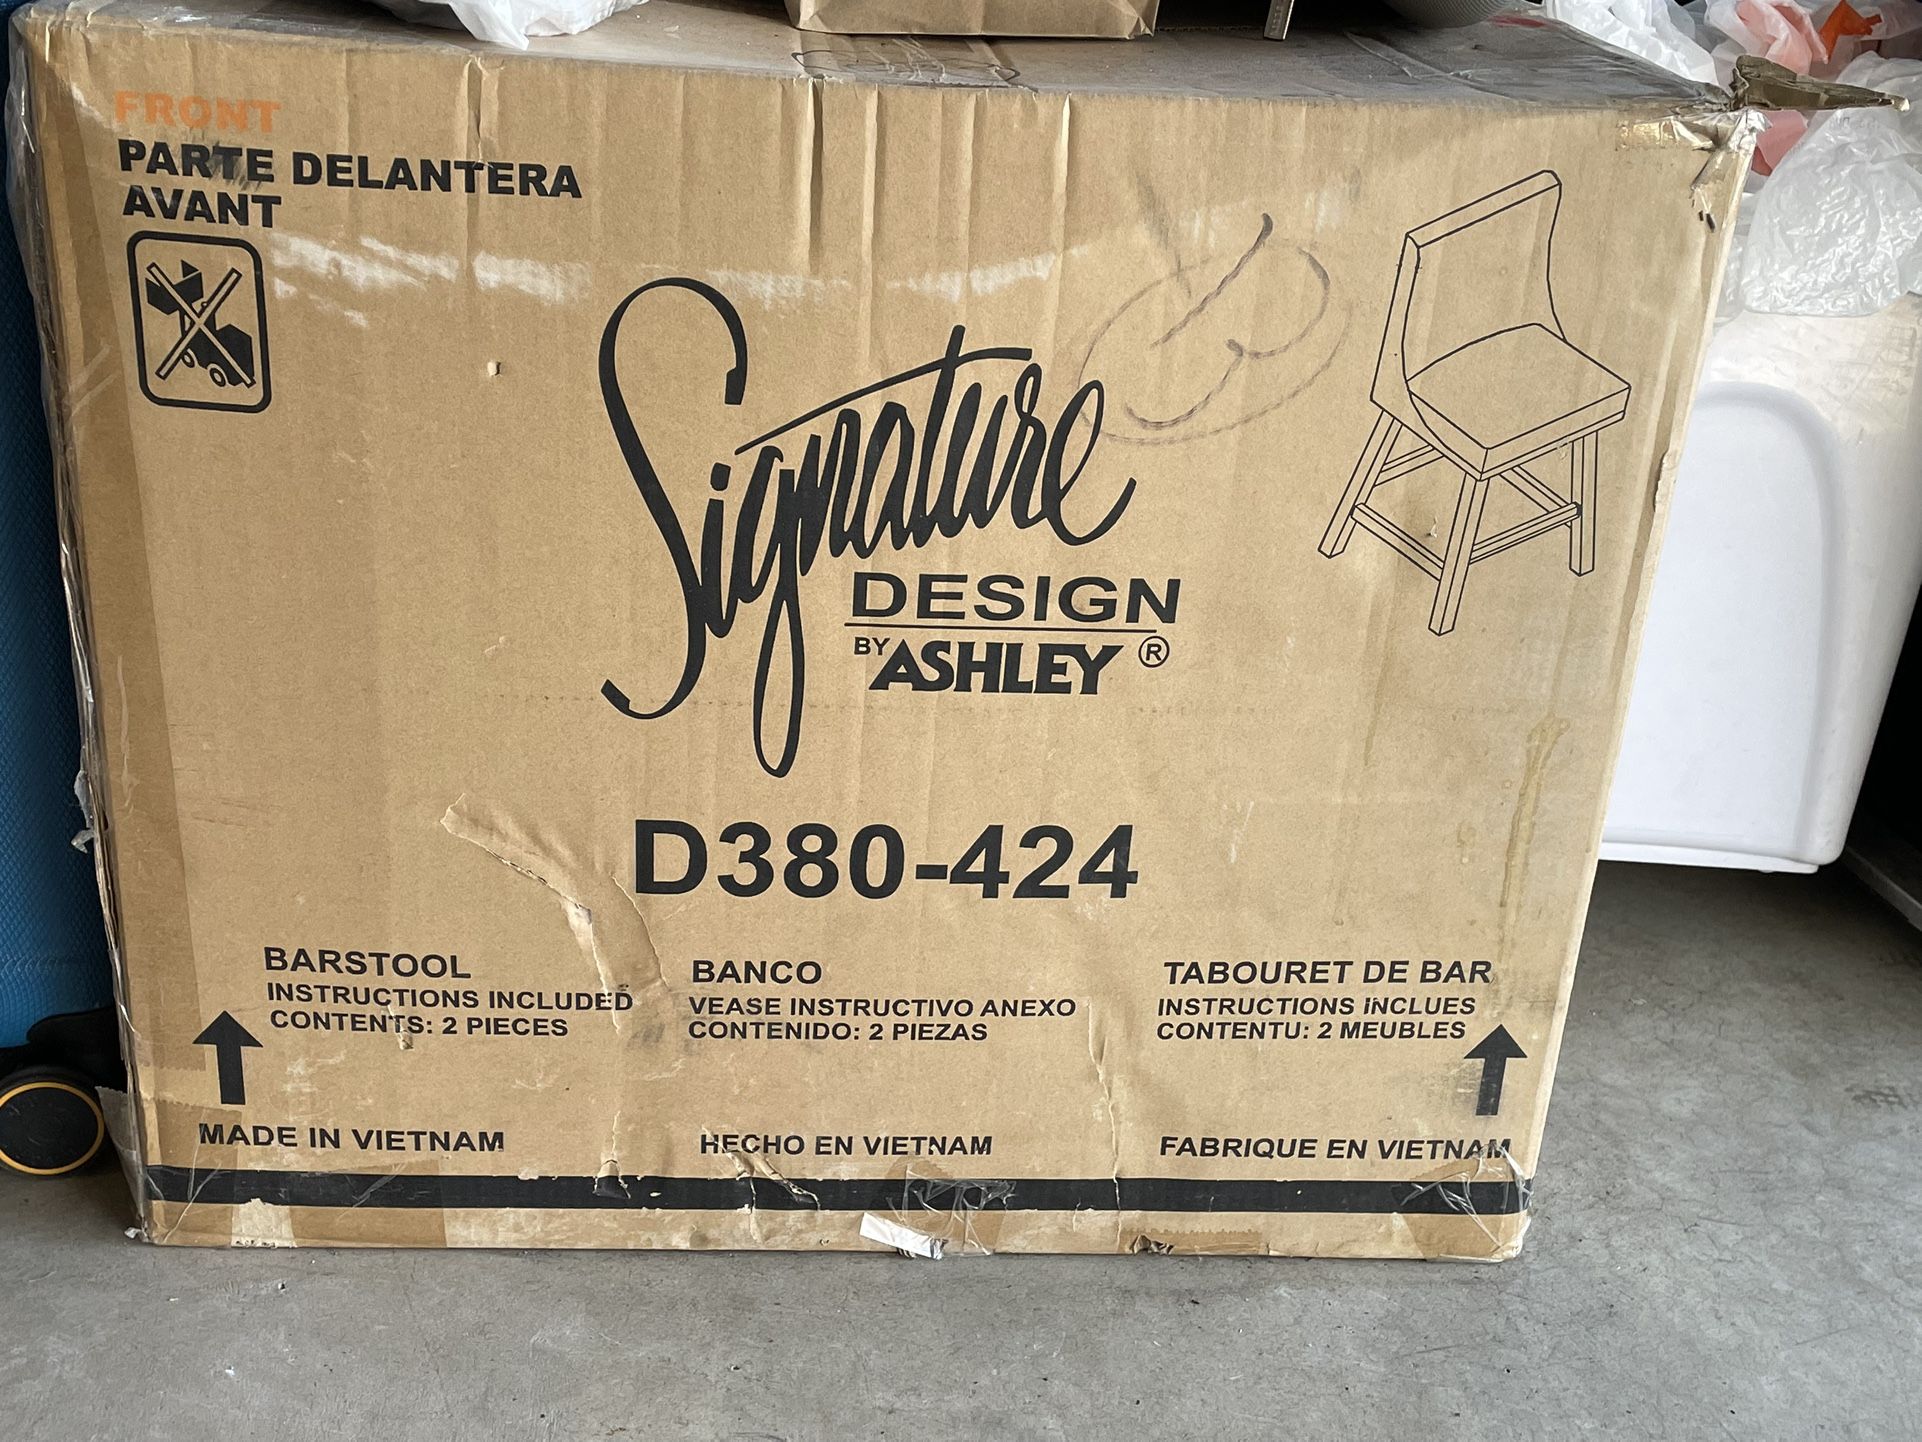 FRONT
PARTE DELANTERA
AVANT
Signature
DESIGN
BY ASHLEY ®
D380-424
BARSTOOL
INSTRUCTIONS INCLUDED
CONTENTS: 2 PIECES
BANCO
VEASE INSTRUCTIVO ANEXO
CONTENIDO: 2 PIEZAS
TABOURET DE BAR
INSTRUCTIONS INCLUES
CONTENTU: 2 MEUBLES
MADE IN VIETNAM
HECHO EN VIETNAM
FABRIQUE EN VIETNAM